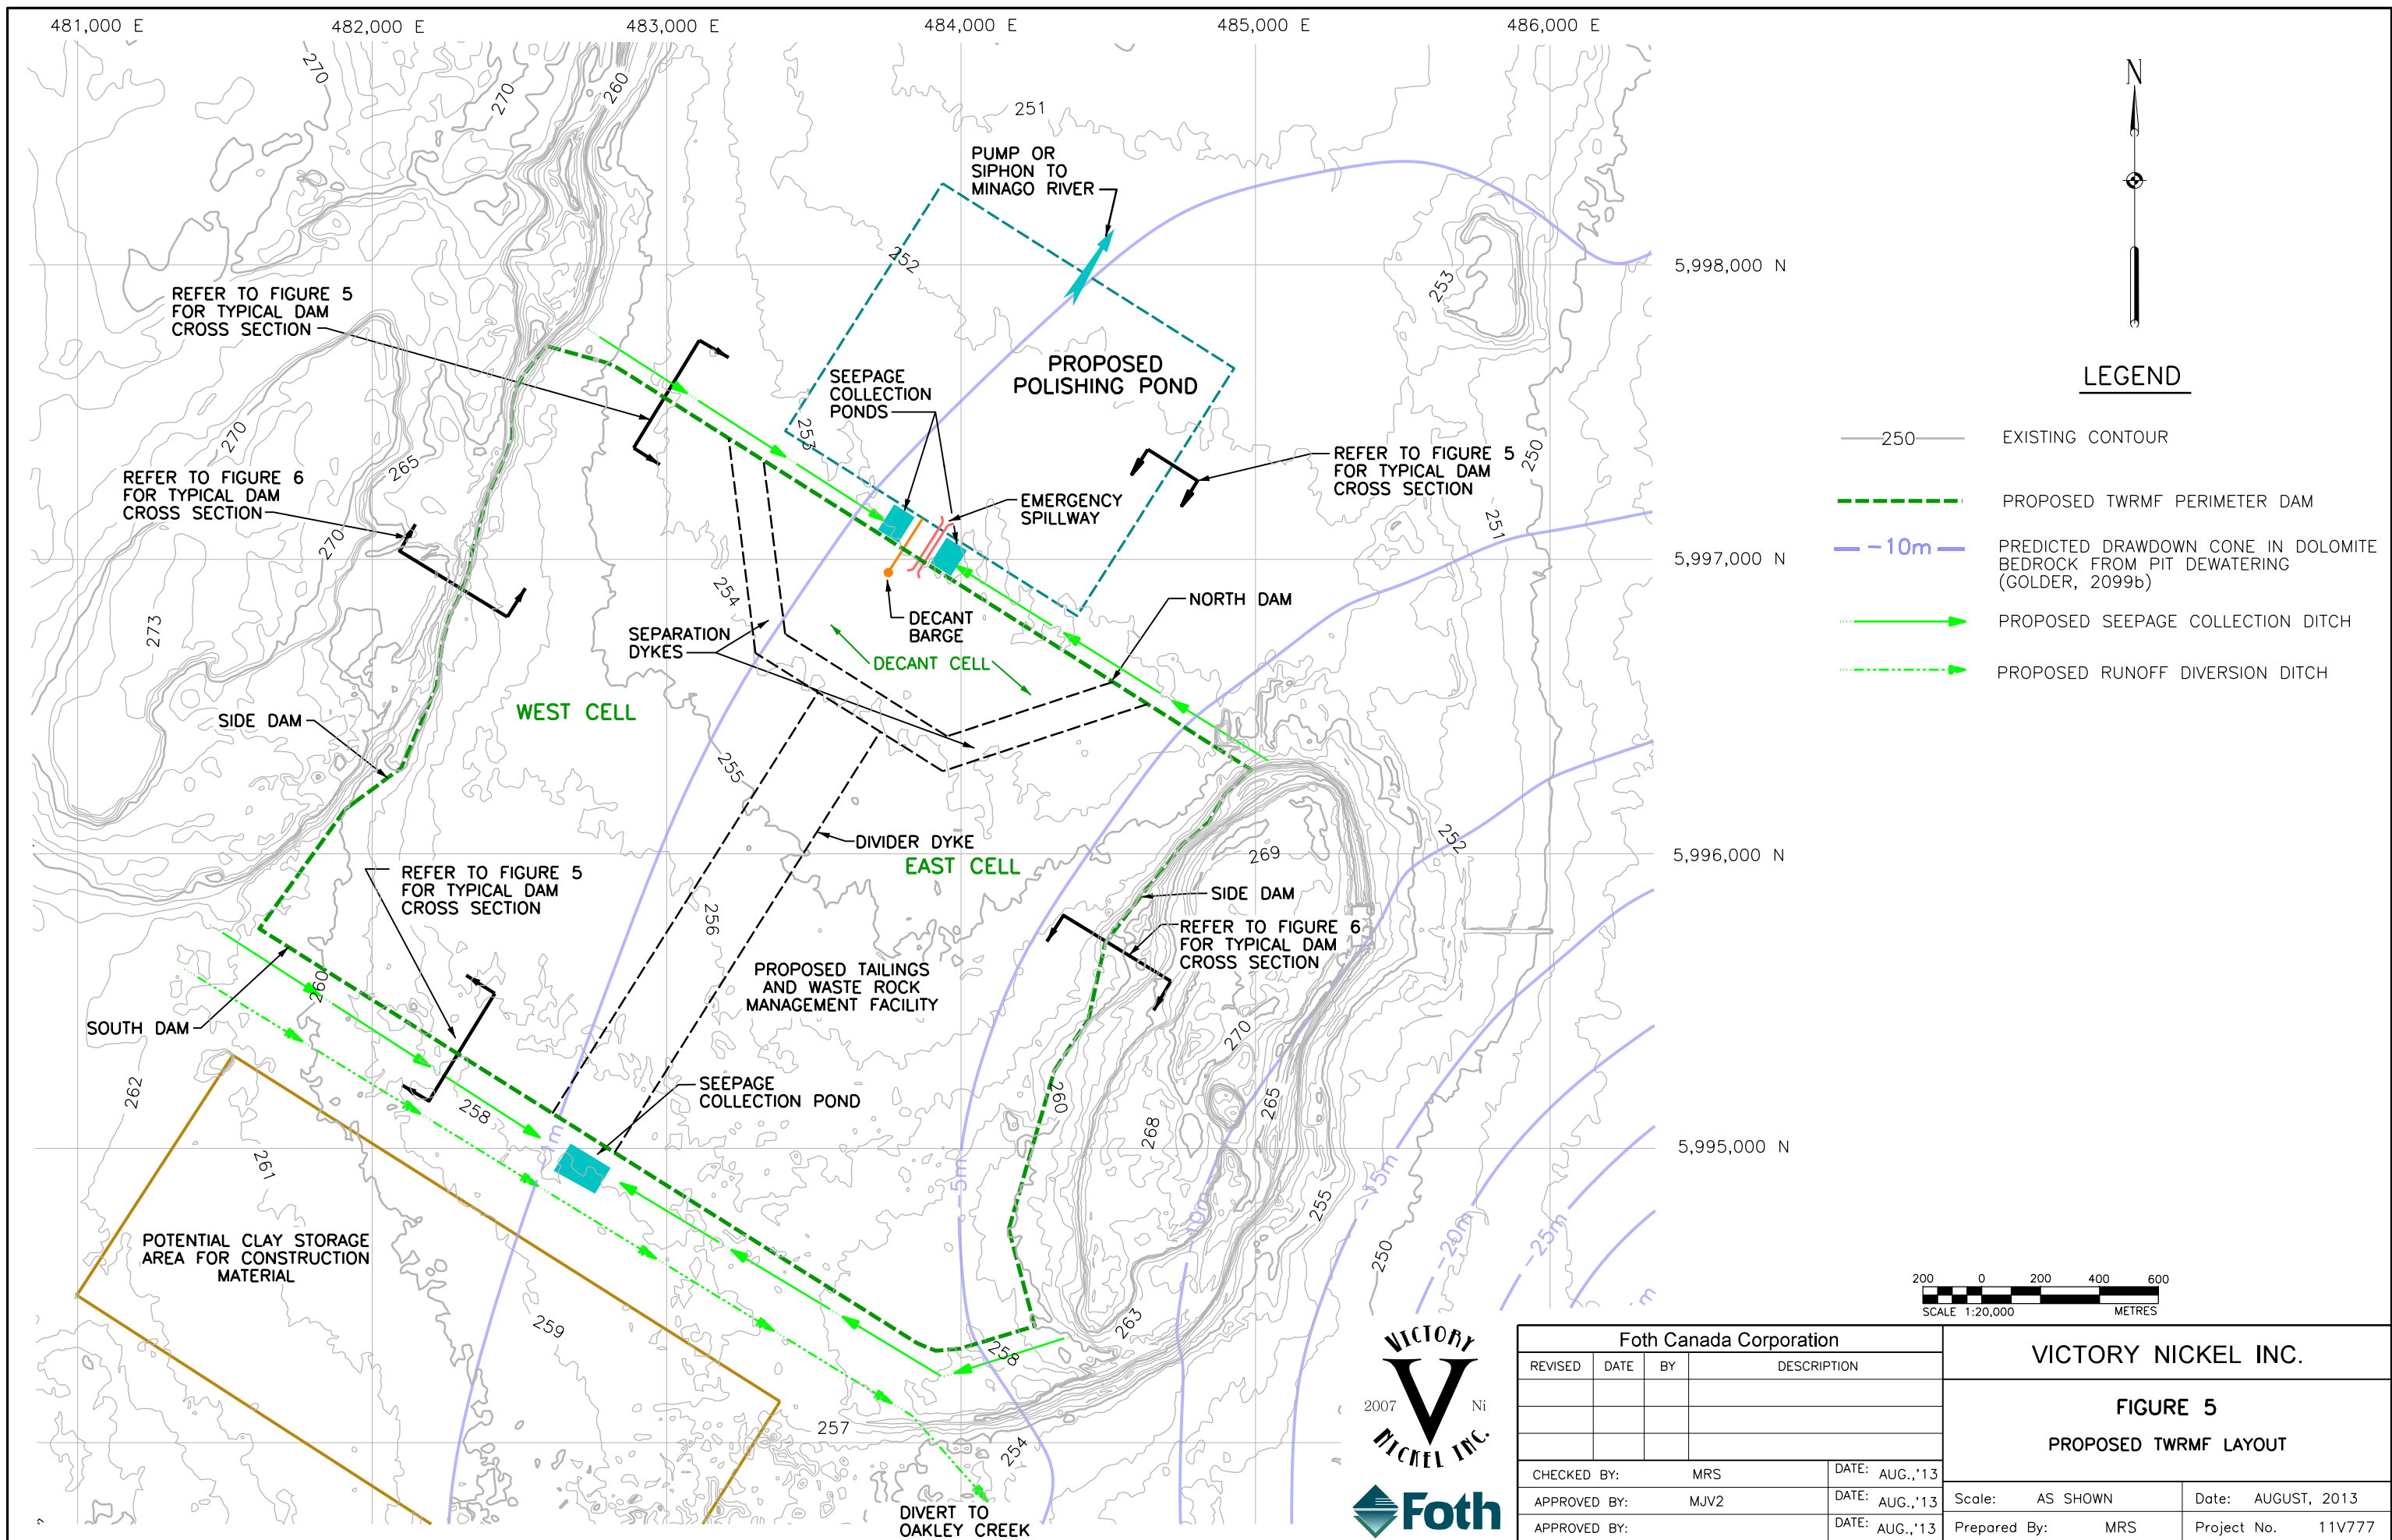 481,000 E
482,000 E
483,000 E
484,000 E
485,000 E
486,000 E
270
270
260
251
N
PUMP OR
SIPHON TO
MINAGO RIVER
252
253
5,998,000 N
REFER TO FIGURE 5
FOR TYPICAL DAM
CROSS SECTION
PROPOSED
POLISHING POND
SEEPAGE
COLLECTION
PONDS
LEGEND
270
265
253
250
250
EXISTING CONTOUR
REFER TO FIGURE 5
FOR TYPICAL DAM
CROSS SECTION
REFER TO FIGURE 6
FOR TYPICAL DAM
CROSS SECTION
EMERGENCY
SPILLWAY
PROPOSED TWRMF PERIMETER DAM
270
251
-10m
PREDICTED DRAWDOWN CONE IN DOLOMITE
BEDROCK FROM PIT DEWATERING
(GOLDER, 2099b)
5,997,000 N
254
NORTH DAM
DECANT
BARGE
PROPOSED SEEPAGE COLLECTION DITCH
273
SEPARATION
DYKES
DECANT CELL
PROPOSED RUNOFF DIVERSION DITCH
WEST CELL
SIDE DAM
255
DIVIDER DYKE
252
269
5,996,000 N
EAST CELL
REFER TO FIGURE 5
FOR TYPICAL DAM
CROSS SECTION
SIDE DAM
256
REFER TO FIGURE 6
FOR TYPICAL DAM
CROSS SECTION
260
PROPOSED TAILINGS
AND WASTE ROCK
MANAGEMENT FACILITY
SOUTH DAM
270
262
SEEPAGE
COLLECTION POND
258
260
265
268
-1m
5,995,000 N
261
-5m
-15m
-10m
255
POTENTIAL CLAY STORAGE
AREA FOR CONSTRUCTION
MATERIAL
-20m
-25m
250
m
259
263
258
257
254
DIVERT TO
OAKLEY CREEK
200 0 200 400 600
SCALE 1:20,000 METRES
VICTORY
2007 Ni
NICKEL INC.
Foth
Foth Canada Corporation
REVISED DATE BY DESCRIPTION
CHECKED BY: MRS DATE: AUG.,'13
APPROVED BY: MJV2 DATE: AUG.,'13
APPROVED BY: DATE: AUG.,'13
VICTORY NICKEL INC.
FIGURE 5
PROPOSED TWRMF LAYOUT
Scale: AS SHOWN Date: AUGUST, 2013
Prepared By: MRS Project No. 11V777